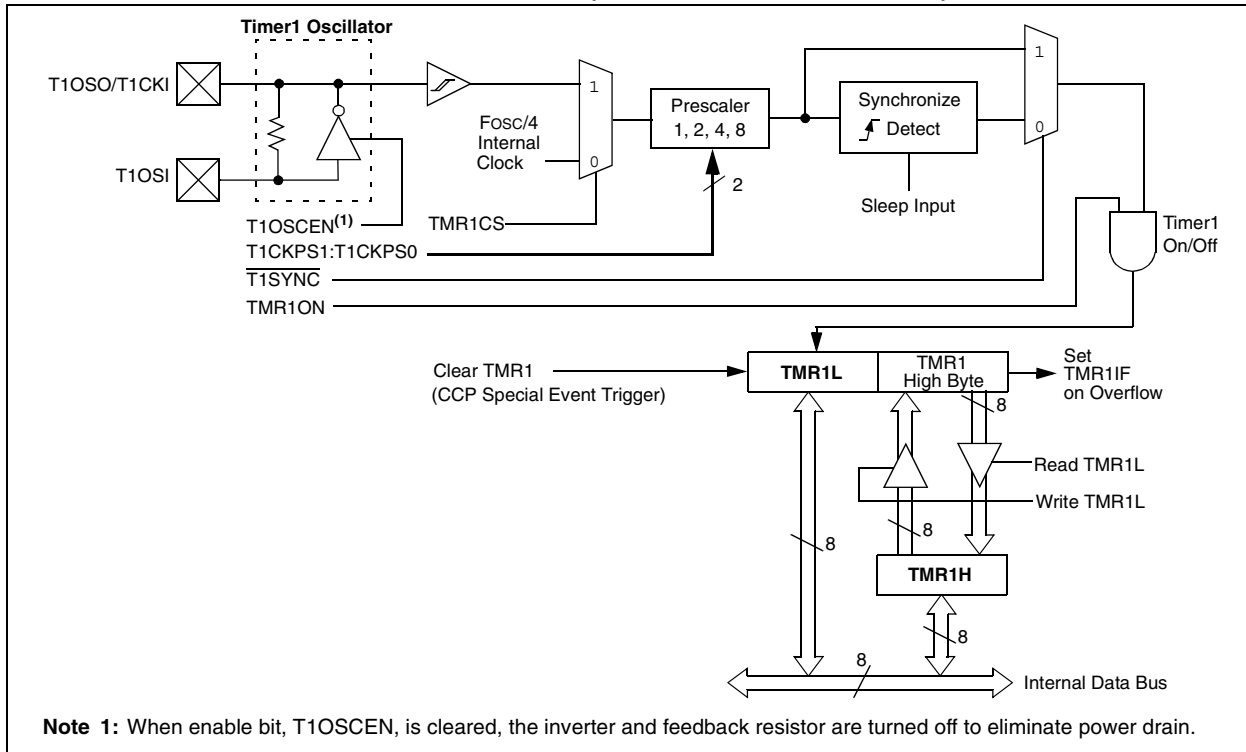 Timer1 Oscillator
T1OSO/T1CKI
T1OSI
FOSC/4
Internal
Clock
1
0
Prescaler
1, 2, 4, 8
2
Synchronize
Detect
Sleep Input
1
0
T1OSCEN(1)
TMR1CS
T1CKPS1:T1CKPS0
T1SYNC
TMR1ON
Timer1
On/Off
Clear TMR1
(CCP Special Event Trigger)
TMR1L
TMR1
High Byte
Set
TMR1IF
on Overflow
8
Read TMR1L
Write TMR1L
8
8
TMR1H
8
8
Internal Data Bus
Note 1: When enable bit, T1OSCEN, is cleared, the inverter and feedback resistor are turned off to eliminate power drain.